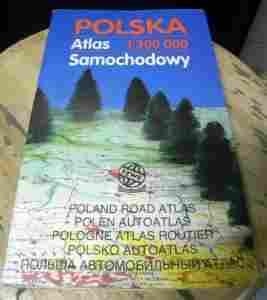 POLSKA
Atlas 1:300 000
Samochodowy
POLAND ROAD ATLAS
POLEN AUTOATLAS
POLOGNE ATLAS ROUTIER
POLSKO AUTOATLAS
ПОЛЬША АВТОМОБИЛЬНЫЙ АТЛАС